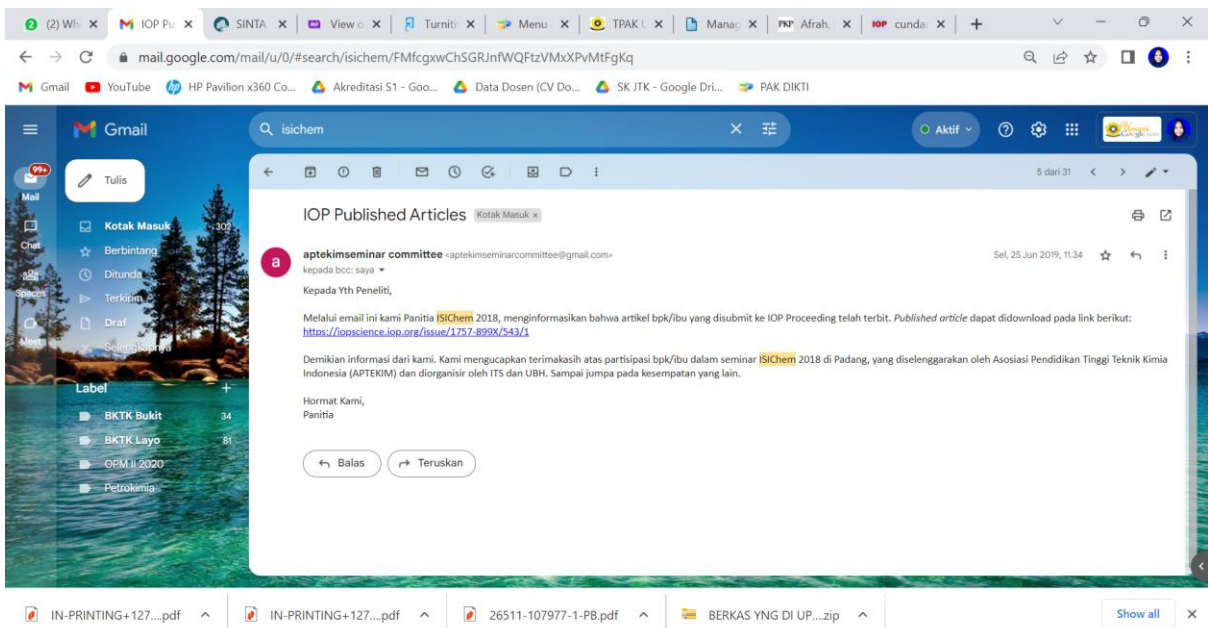 (2) Wh
IOP Pu
SINTA
View o
Turniti
Menu
TPAK U
Manag
PKP Afrah,
IOP cundar
mail.google.com/mail/u/0/#search/isichem/FMfcgxwChSGRJnfWQFtzVMxXPvMtFgKq
Gmail
YouTube
HP Pavilion x360 Co...
Akreditasi S1 - Goo...
Data Dosen (CV Do...
SK JTK - Google Dri...
PAK DIKTI
Gmail
isichem
Aktif
99+
Mail
Chat
Spaces
Meet
Tulis
Kotak Masuk 302
Berbintang
Ditunda
Terkirim
Draf
Selengkapnya
Label
BKTK Bukit 34
BKTK Layo 81
OPM II 2020
Petrokimia
5 dari 31
IOP Published Articles Kotak Masuk x
a
aptekimseminar committee <aptekimseminarcommittee@gmail.com>
Sel, 25 Jun 2019, 11.34
kepada bcc: saya
Kepada Yth Peneliti,
Melalui email ini kami Panitia ISIChem 2018, menginformasikan bahwa artikel bpk/ibu yang disubmit ke IOP Proceeding telah terbit. Published article dapat didownload pada link berikut:
https://iopscience.iop.org/issue/1757-899X/543/1
Demikian informasi dari kami. Kami mengucapkan terimakasih atas partisipasi bpk/ibu dalam seminar ISIChem 2018 di Padang, yang diselenggarakan oleh Asosiasi Pendidikan Tinggi Teknik Kimia
Indonesia (APTEKIM) dan diorganisir oleh ITS dan UBH. Sampai jumpa pada kesempatan yang lain.
Hormat Kami,
Panitia
Balas
Teruskan
IN-PRINTING+127....pdf
IN-PRINTING+127....pdf
26511-107977-1-PB.pdf
BERKAS YNG DI UP....zip
Show all